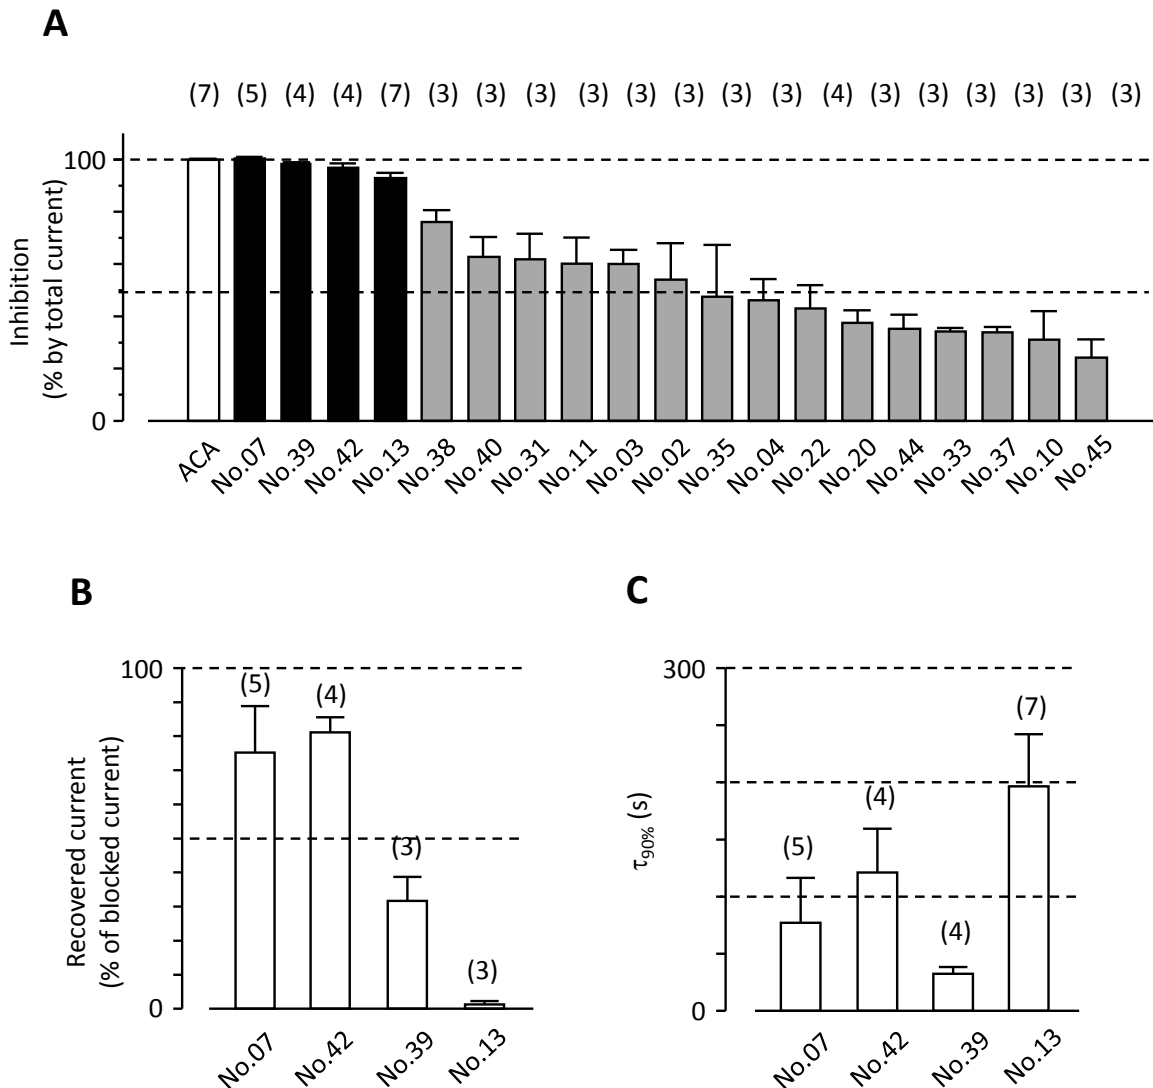 A
(7) (5) (4) (4) (7) (3) (3) (3) (3) (3) (3) (3) (3) (4) (3) (3) (3) (3) (3) (3)
100
0
Inhibition
(% by total current)
ACA No.07 No.39 No.42 No.13 No.38 No.40 No.31 No.11 No.03 No.02 No.35 No.04 No.22 No.20 No.44 No.33 No.37 No.10 No.45
B
100
0
Recovered current
(% of blocked current)
(5) (4) (3) (3)
No.07 No.42 No.39 No.13
C
300
0
τ90% (s)
(5) (4) (4) (7)
No.07 No.42 No.39 No.13